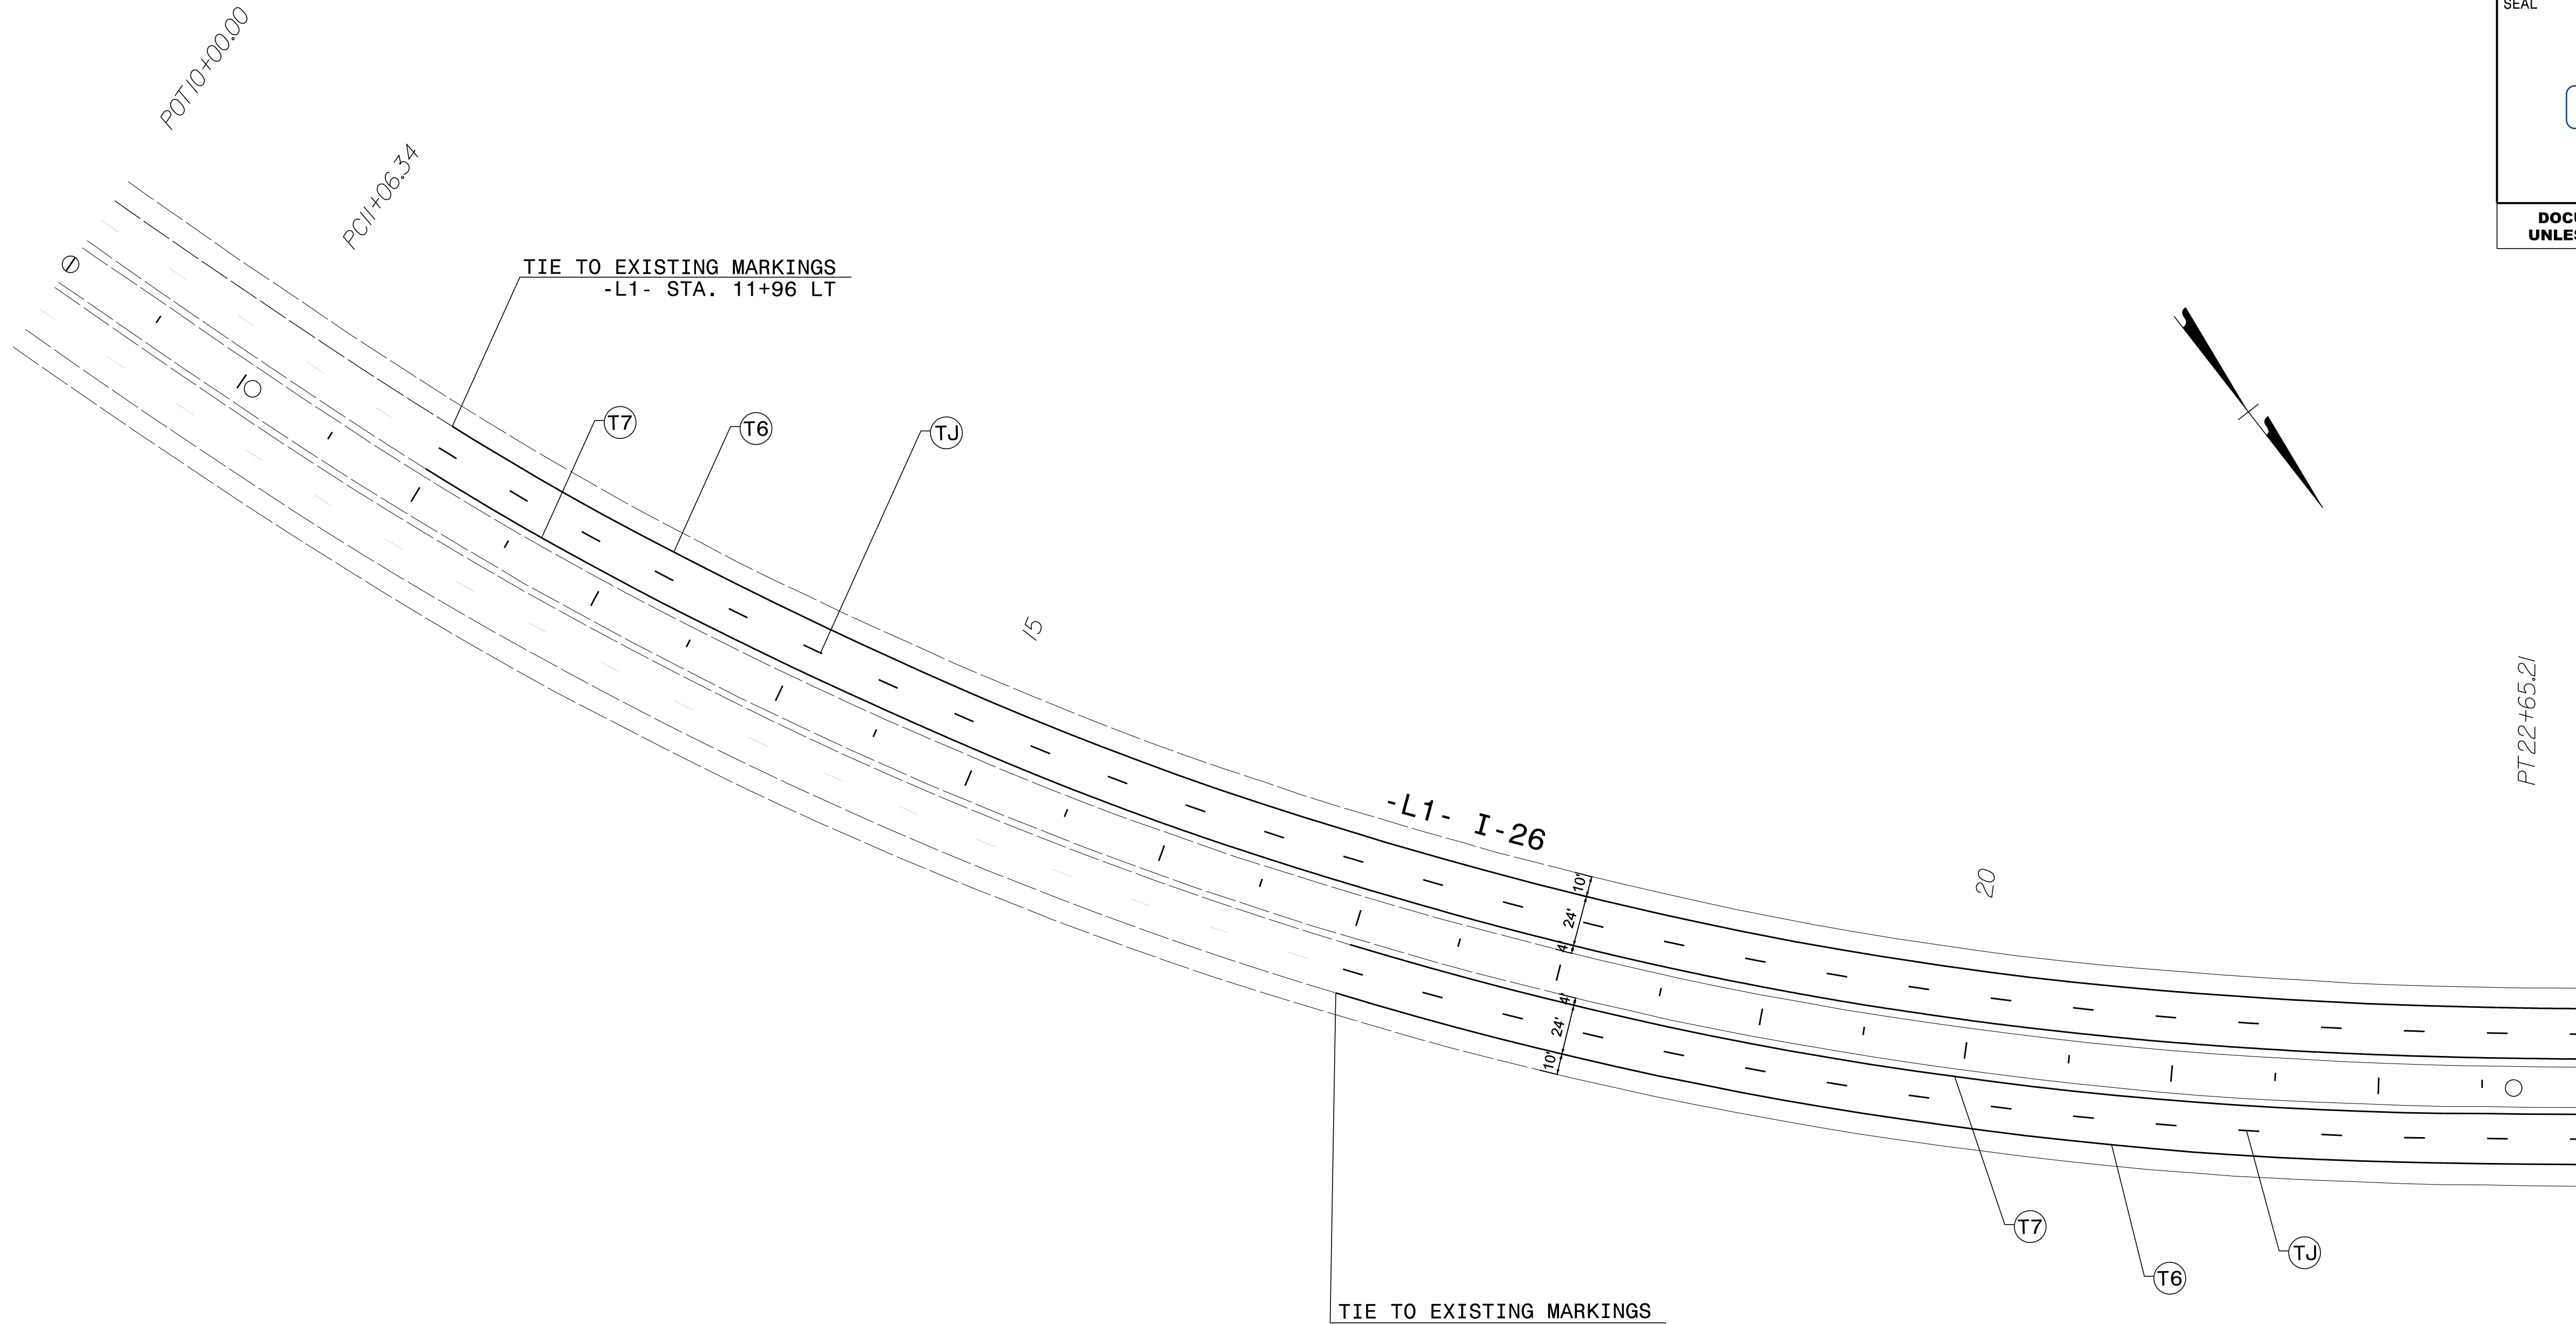 SEAL
DOCU
UNLES
POT 10+00.00
PC 11+06.34
TIE TO EXISTING MARKINGS
-L1- STA. 11+96 LT
T7
T6
TJ
15
-L1- I-26
10'
24'
4'
4'
24'
10'
20
PT 22+65.21
T7
T6
TJ
TIE TO EXISTING MARKINGS